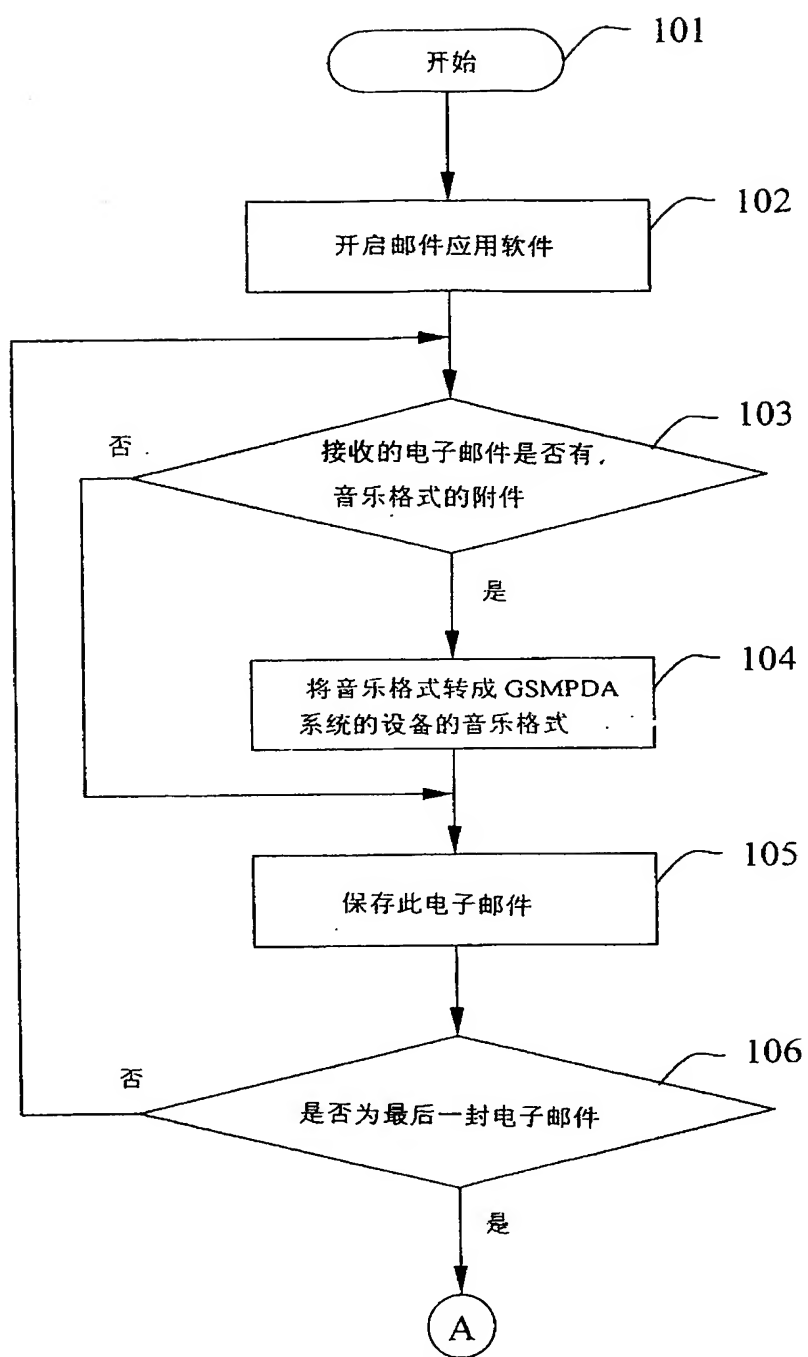 101
开始
102
开启邮件应用软件
103
否
接收的电子邮件是否有,
音乐格式的附件
是
104
将音乐格式转成 GSMPDA
系统的设备的音乐格式
105
保存此电子邮件
106
否
是否为最后一封电子邮件
是
A